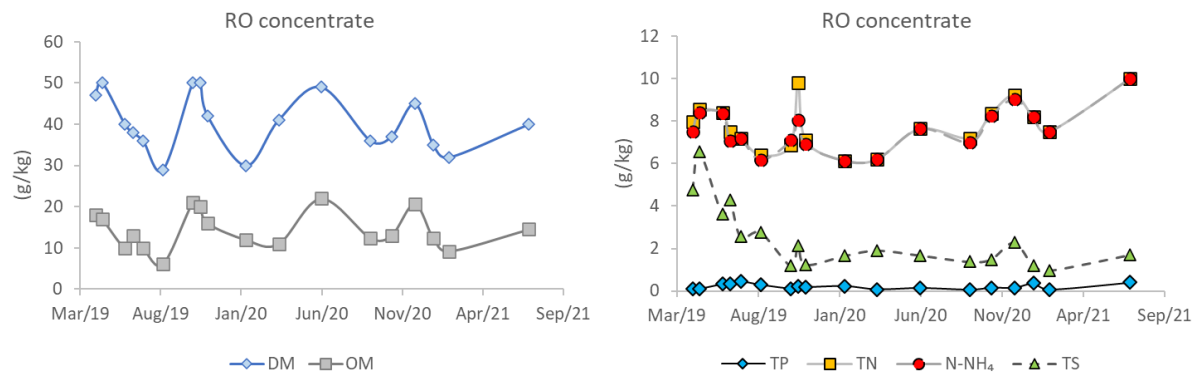 RO concentrate
60
50
40
30
20
10
0
(g/kg)
Mar/19 Aug/19 Jan/20 Jun/20 Nov/20 Apr/21 Sep/21
DM OM
RO concentrate
12
10
8
6
4
2
0
(g/kg)
Mar/19 Aug/19 Jan/20 Jun/20 Nov/20 Apr/21 Sep/21
TP TN N-NH₄ TS